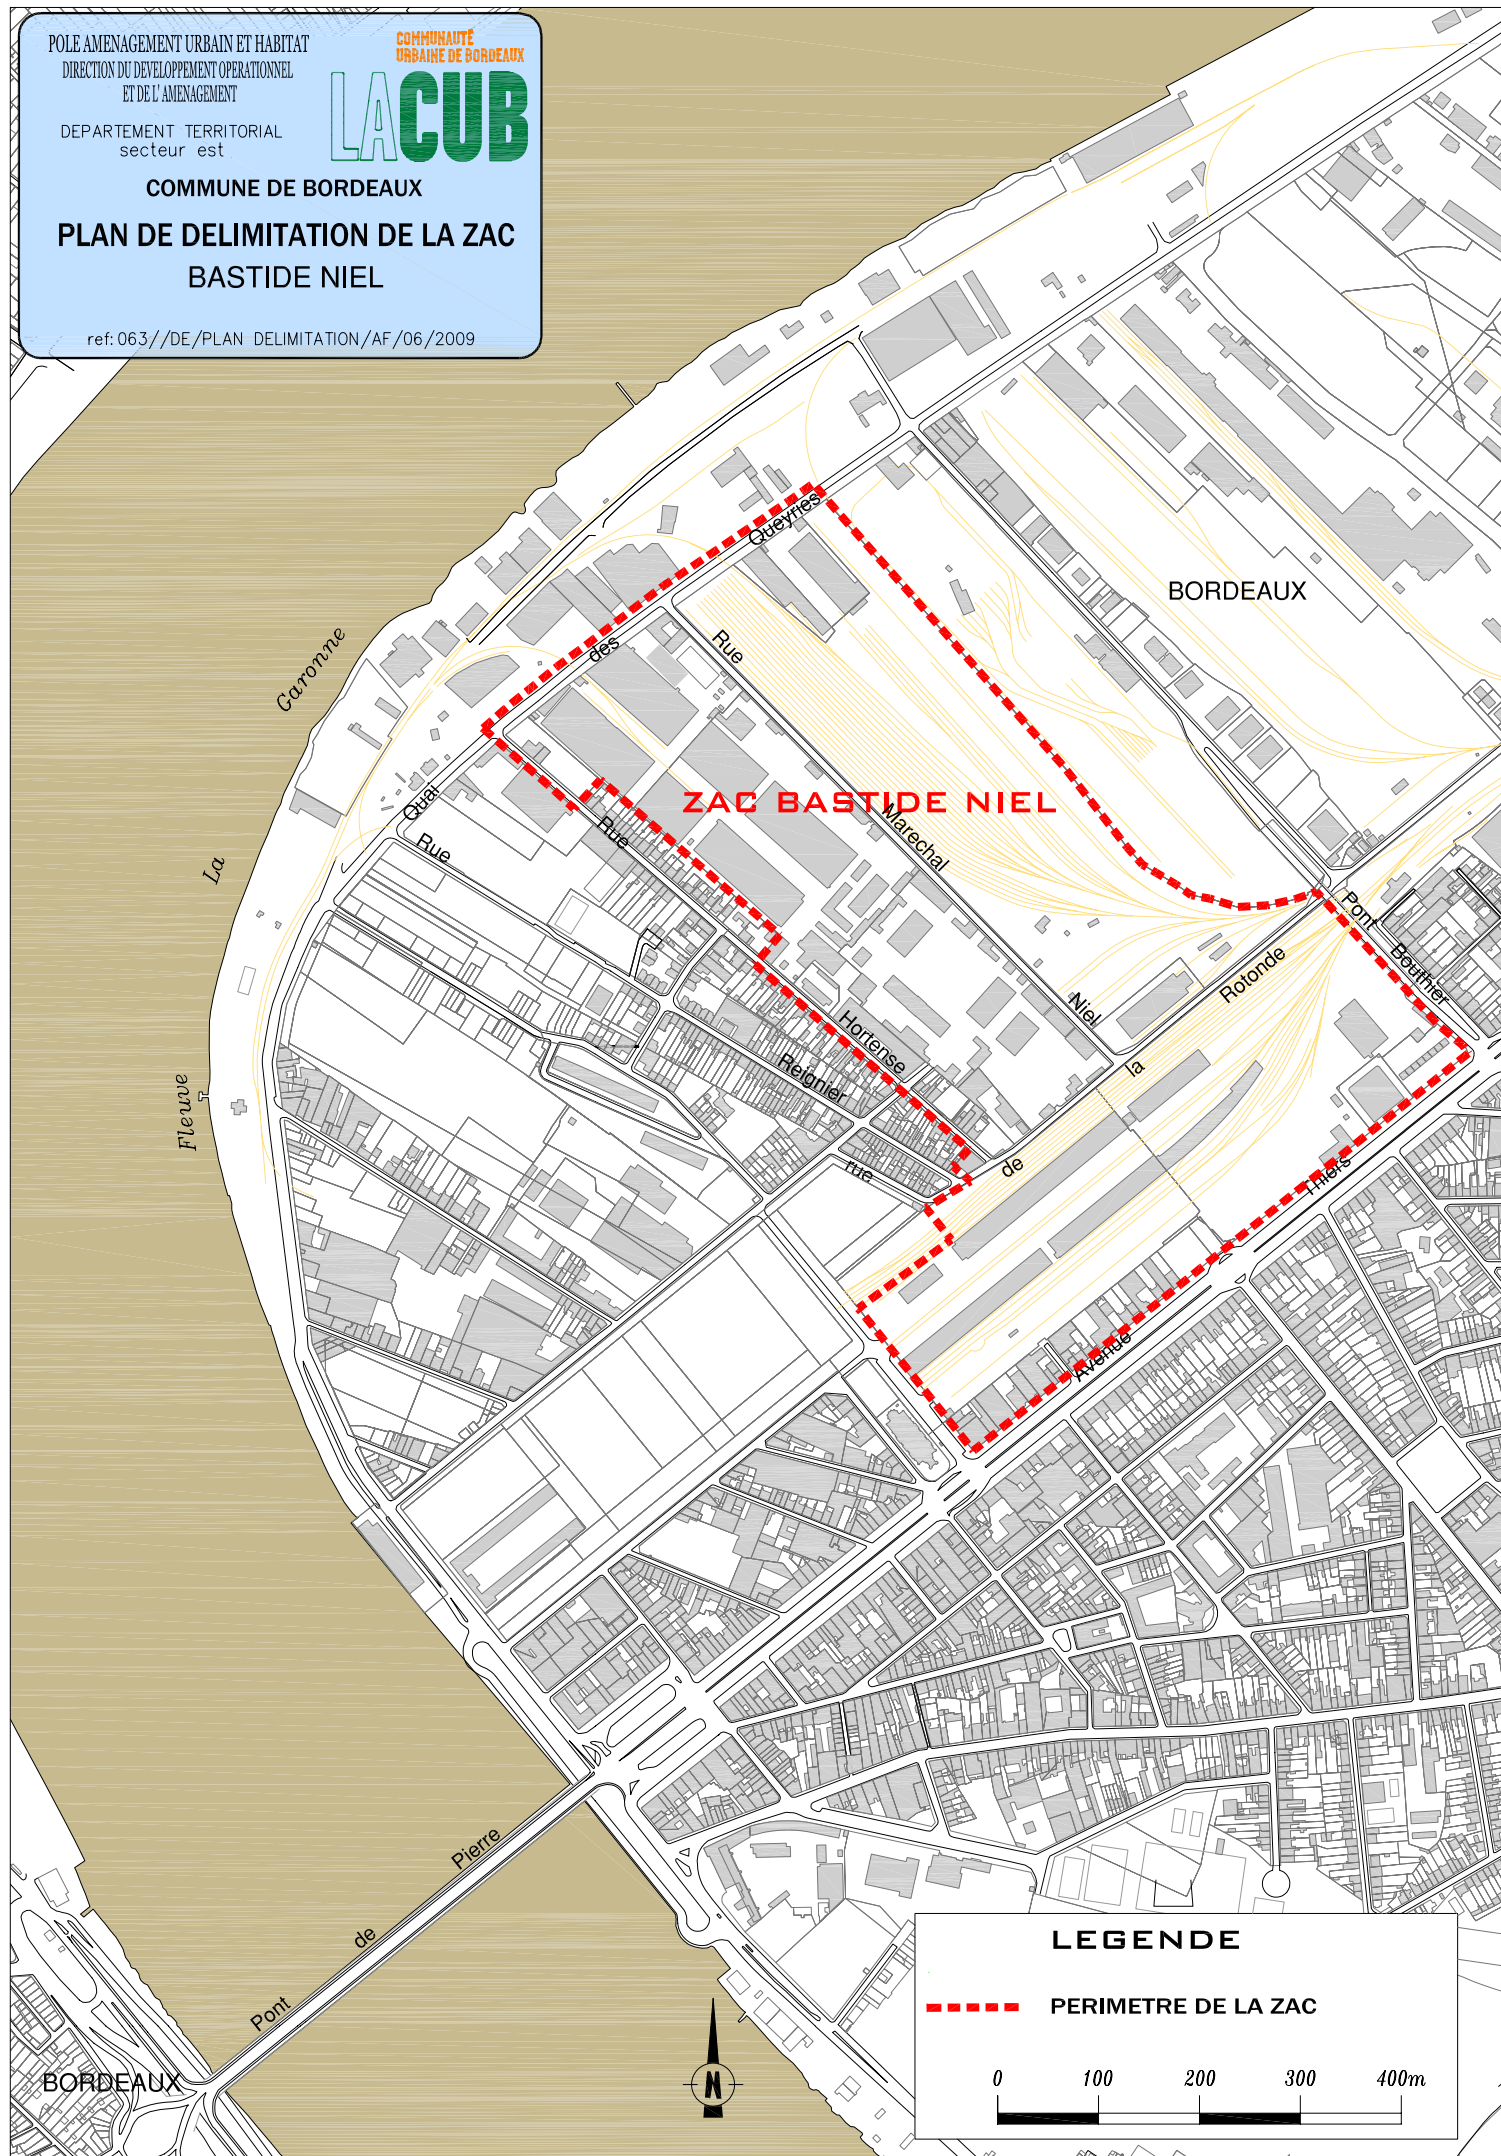 POLE AMENAGEMENT URBAIN ET HABITAT
DIRECTION DU DEVELOPPEMENT OPERATIONNEL
ET DE L' AMENAGEMENT
DEPARTEMENT TERRITORIAL
secteur est
COMMUNAUTÉ
URBAINE DE BORDEAUX
LACUB
COMMUNE DE BORDEAUX
PLAN DE DELIMITATION DE LA ZAC
BASTIDE NIEL
ref: 063//DE/PLAN DELIMITATION/AF/06/2009
Quai des Queyries
BORDEAUX
Rue Marechal Niel
ZAC BASTIDE NIEL
Fleuve La Garonne
Rue Hortense
Rue Reignier
rue de la Rotonde
Pont Bouthier
Avenue Thiers
Pont de Pierre
BORDEAUX
N
LEGENDE
PERIMETRE DE LA ZAC
0 100 200 300 400m